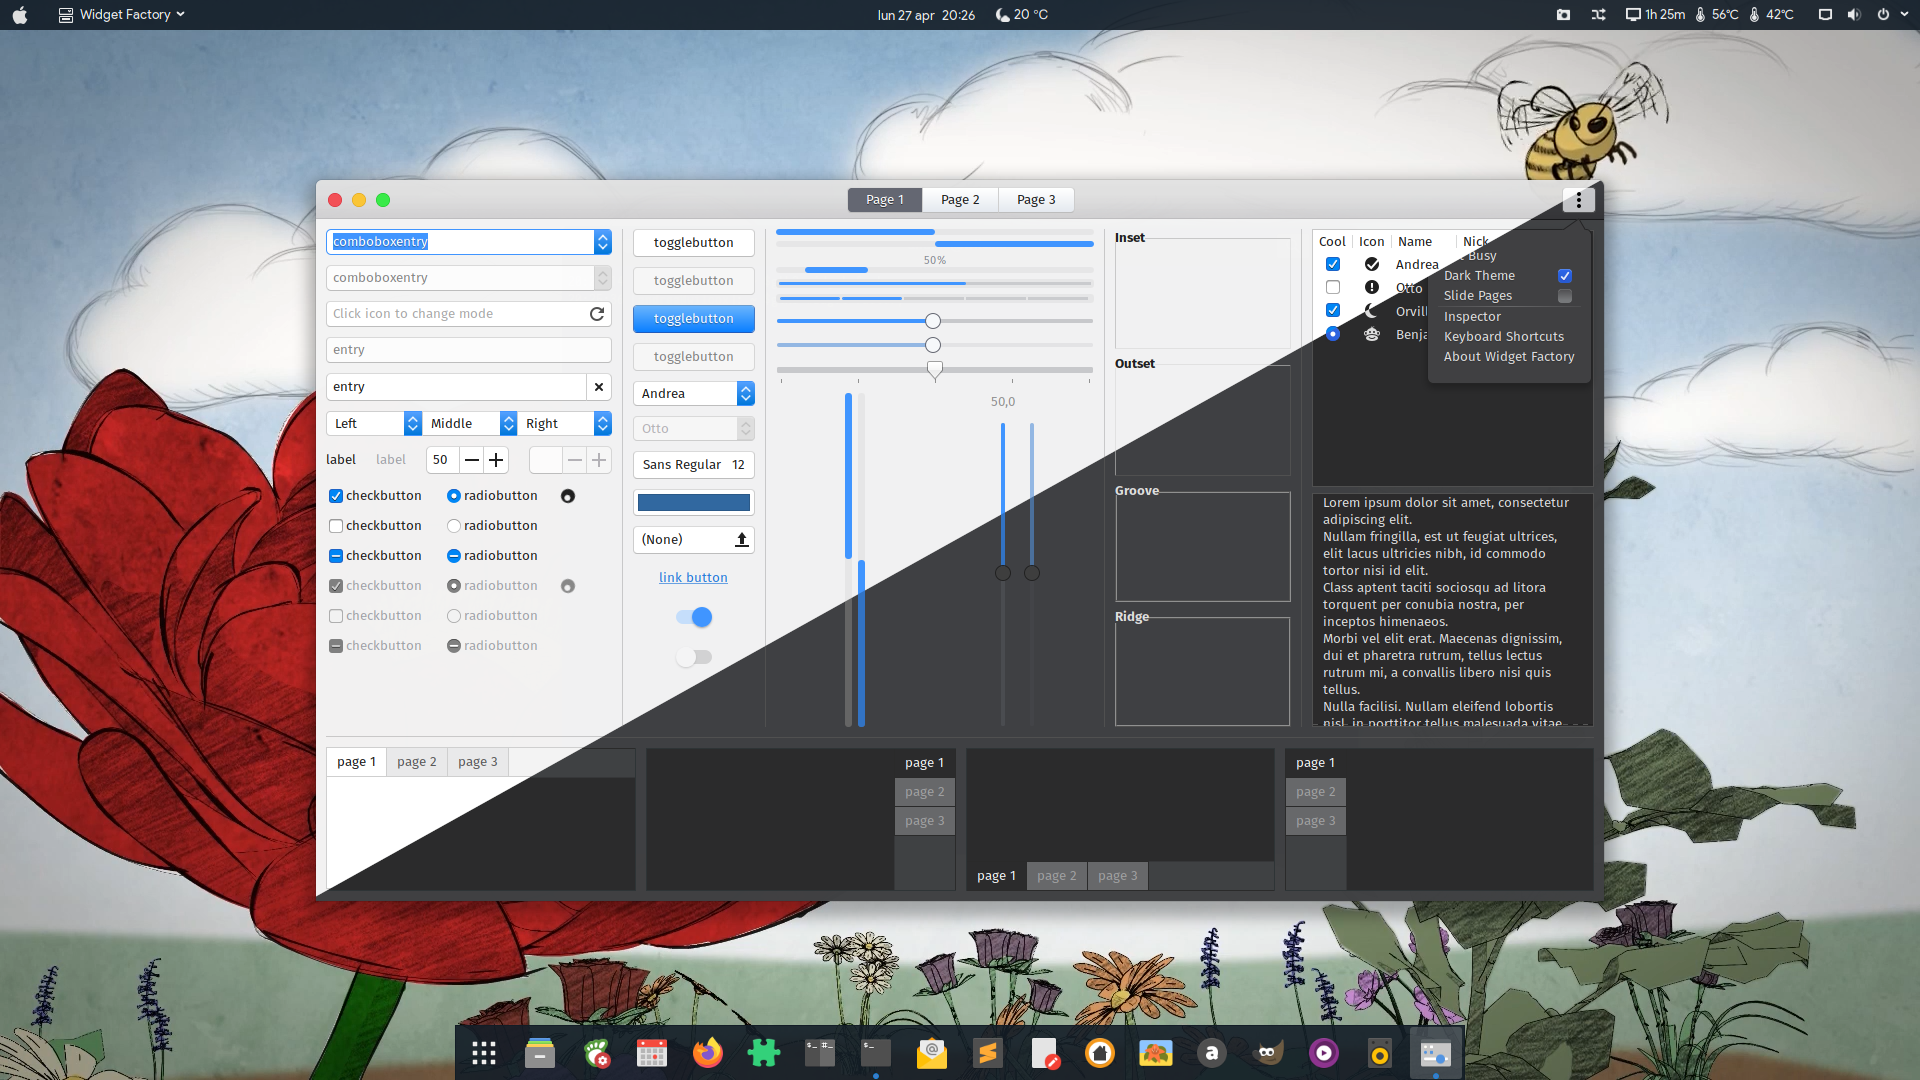 Widget Factory
lun 27 apr 20:26
20 °C
1h 25m
56°C
42°C
Page 1
Page 2
Page 3
comboboxentry
comboboxentry
Click icon to change mode
entry
entry
Left
Middle
Right
label
label
50
checkbutton
radiobutton
checkbutton
radiobutton
checkbutton
radiobutton
checkbutton
radiobutton
checkbutton
radiobutton
checkbutton
radiobutton
togglebutton
togglebutton
togglebutton
togglebutton
Andrea
Otto
Sans Regular 12
(None)
link button
50%
50,0
Inset
Outset
Groove
Ridge
Cool Icon Name Nick
Andrea
Otto
Orvill
Benja
Busy
Dark Theme
Slide Pages
Inspector
Keyboard Shortcuts
About Widget Factory
Lorem ipsum dolor sit amet, consectetur
adipiscing elit.
Nullam fringilla, est ut feugiat ultrices,
elit lacus ultricies nibh, id commodo
tortor nisi id elit.
Class aptent taciti sociosqu ad litora
torquent per conubia nostra, per
inceptos himenaeos.
Morbi vel elit erat. Maecenas dignissim,
dui et pharetra rutrum, tellus lectus
rutrum mi, a convallis libero nisi quis
tellus.
Nulla facilisi. Nullam eleifend lobortis
nisl, in porttitor tellus malesuada vitae.
page 1
page 2
page 3
page 1
page 2
page 3
page 1
page 2
page 3
page 1
page 2
page 3